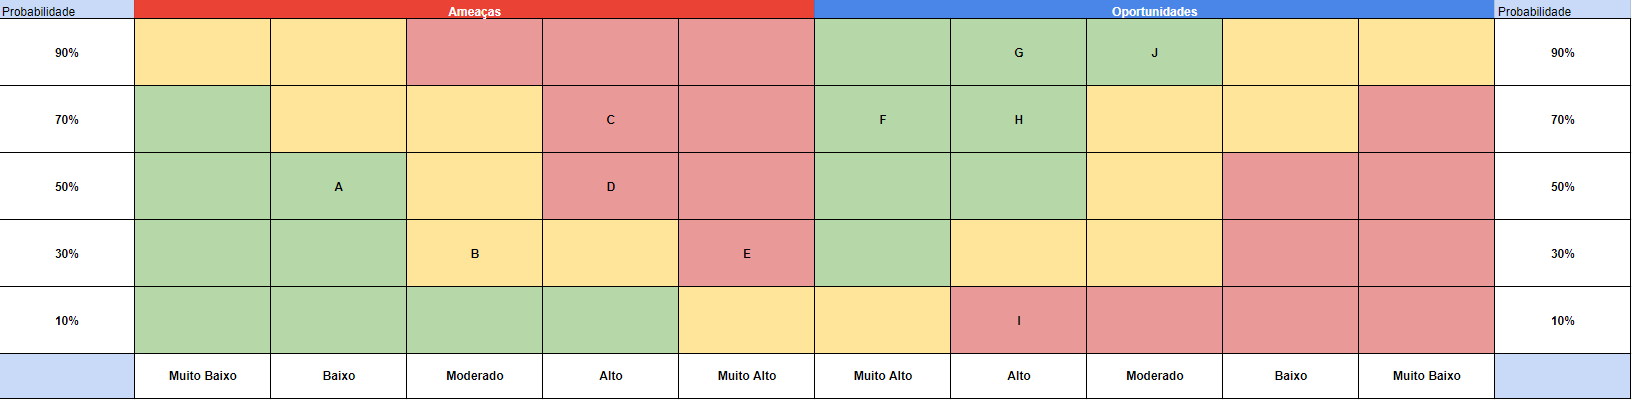 Probabilidade Ameaças Oportunidades Probabilidade
90% G J 90%
70% C F H 70%
50% A D 50%
30% B E 30%
10% I 10%
Muito Baixo Baixo Moderado Alto Muito Alto Muito Alto Alto Moderado Baixo Muito Baixo